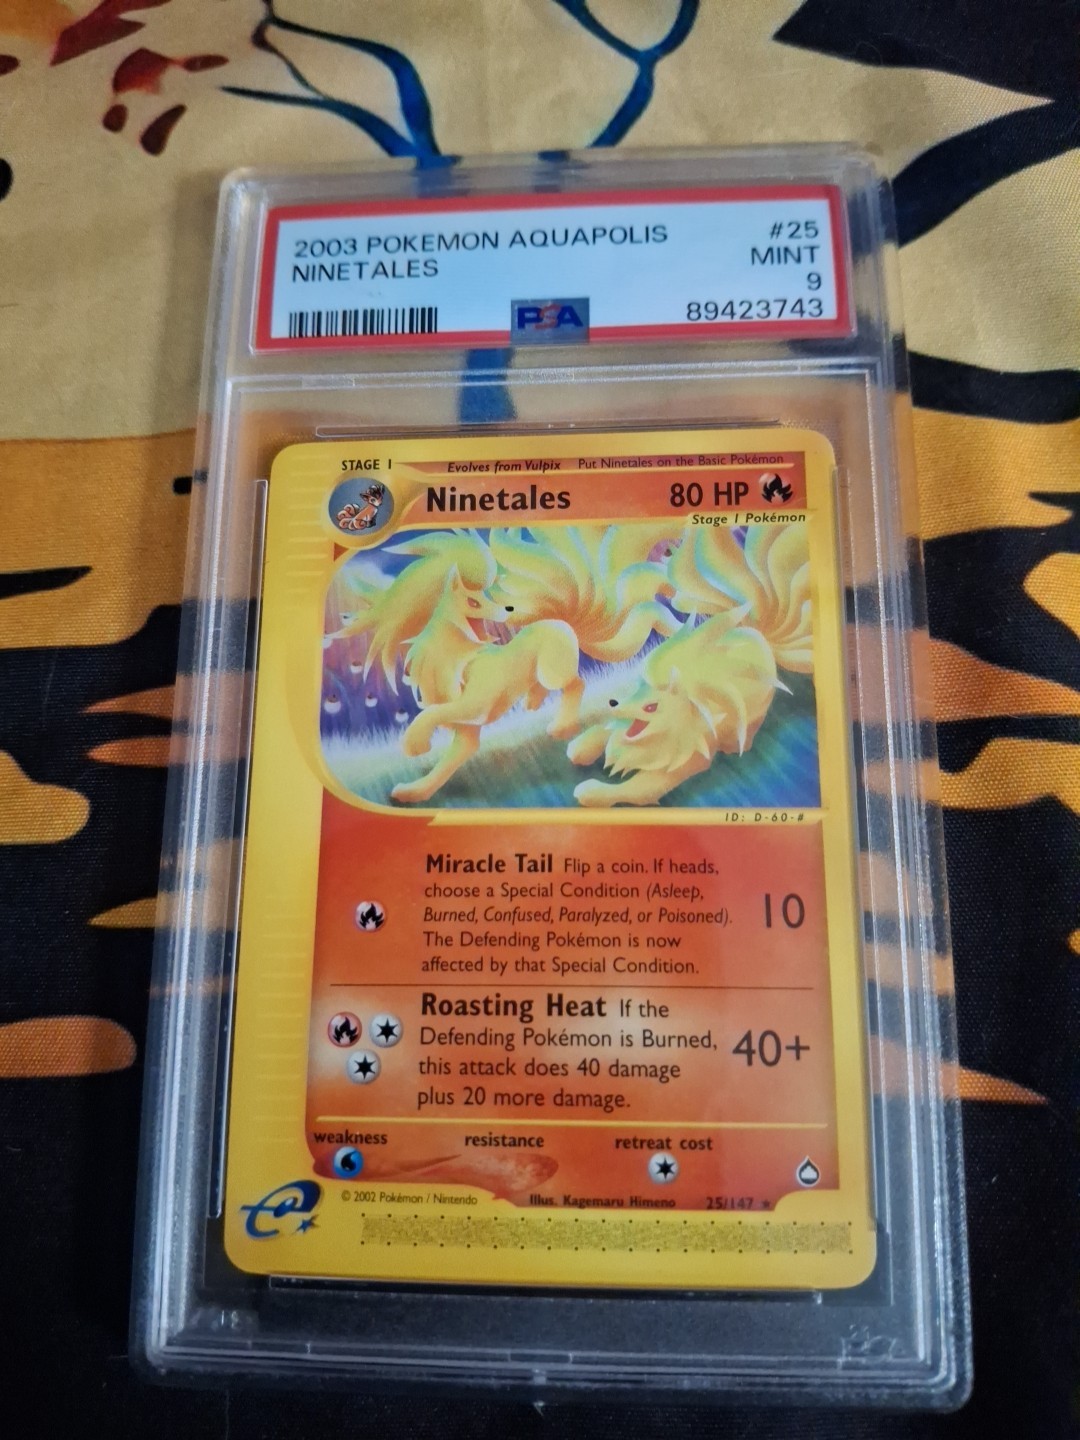 2003 POKEMON AQUAPOLIS #25
NINETALES MINT
9
PSA 89423743
STAGE 1 Evolves from Vulpix Put Ninetales on the Basic Pokémon
Ninetales 80 HP
Stage 1 Pokémon
ID: D-60-#
Miracle Tail Flip a coin. If heads,
choose a Special Condition (Asleep,
Burned, Confused, Paralyzed, or Poisoned). 10
The Defending Pokémon is now
affected by that Special Condition.
Roasting Heat If the
Defending Pokémon is Burned, 40+
this attack does 40 damage
plus 20 more damage.
weakness resistance retreat cost
e
© 2002 Pokémon / Nintendo Illus. Kagemaru Himeno 25/147 ★